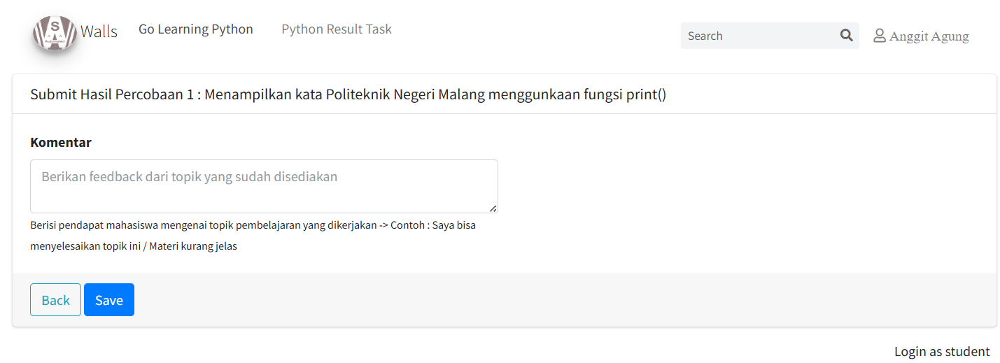 S
A A
Automated
Walls
Go Learning Python
Python Result Task
Search
Anggit Agung
Submit Hasil Percobaan 1 : Menampilkan kata Politeknik Negeri Malang menggunkaan fungsi print()
Komentar
Berikan feedback dari topik yang sudah disediakan
Berisi pendapat mahasiswa mengenai topik pembelajaran yang dikerjakan -> Contoh : Saya bisa
menyelesaikan topik ini / Materi kurang jelas
Back
Save
Login as student